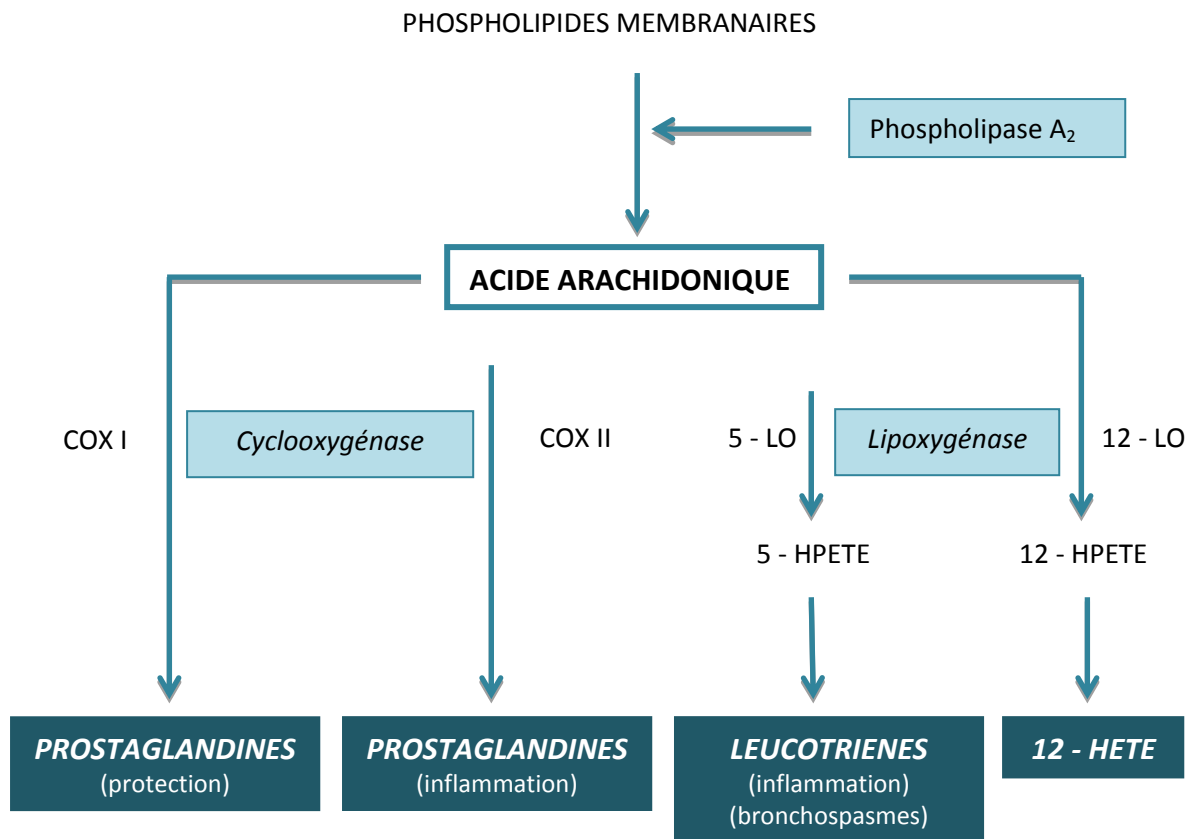 PHOSPHOLIPIDES MEMBRANAIRES
Phospholipase A₂
ACIDE ARACHIDONIQUE
COX I
Cyclooxygénase
COX II
5 - LO
Lipoxygénase
12 - LO
5 - HPETE
12 - HPETE
PROSTAGLANDINES
(protection)
PROSTAGLANDINES
(inflammation)
LEUCOTRIENES
(inflammation)
(bronchospasmes)
12 - HETE